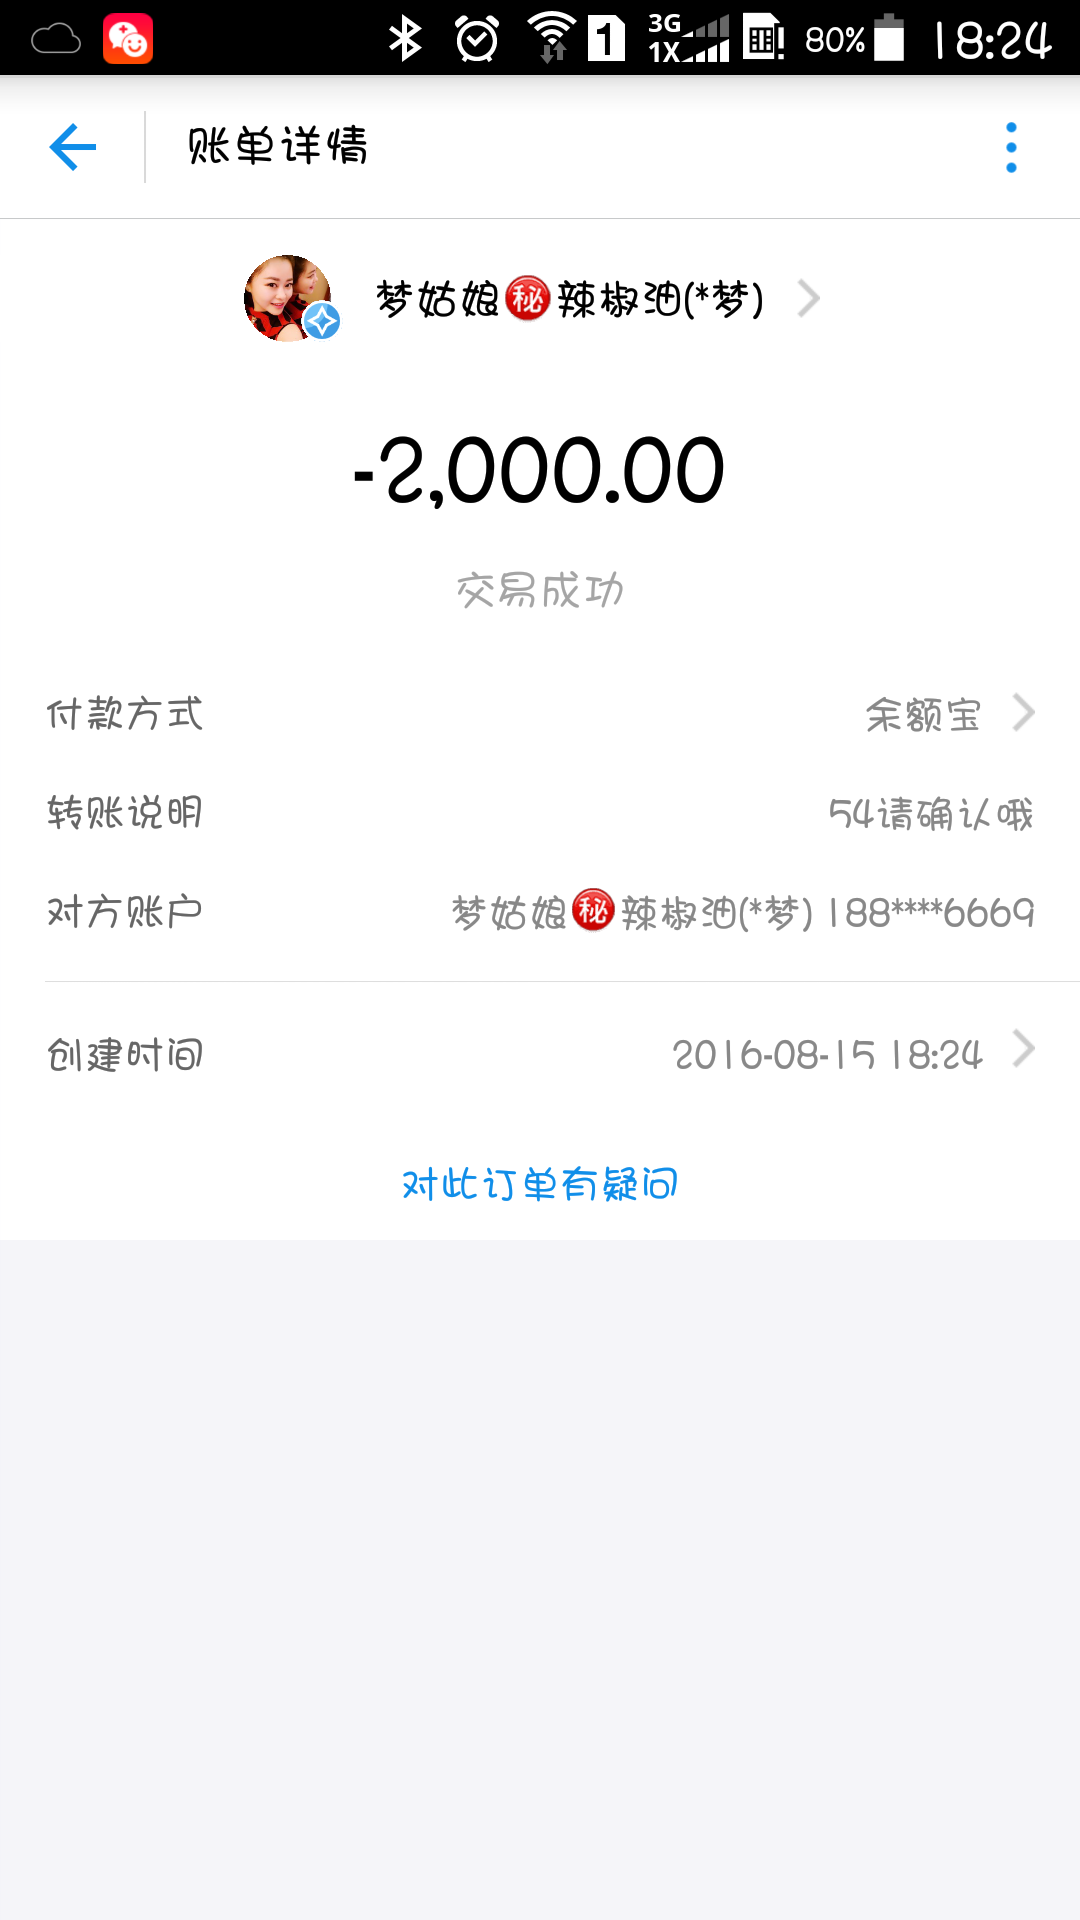 3G
1 1X 80% 18:24
账单详情
梦姑娘㊙辣椒油(*梦)
-2,000.00
交易成功
付款方式 余额宝
转账说明 54请确认哦
对方账户 梦姑娘㊙辣椒油(*梦) 188****6669
创建时间 2016-08-15 18:24
对此订单有疑问